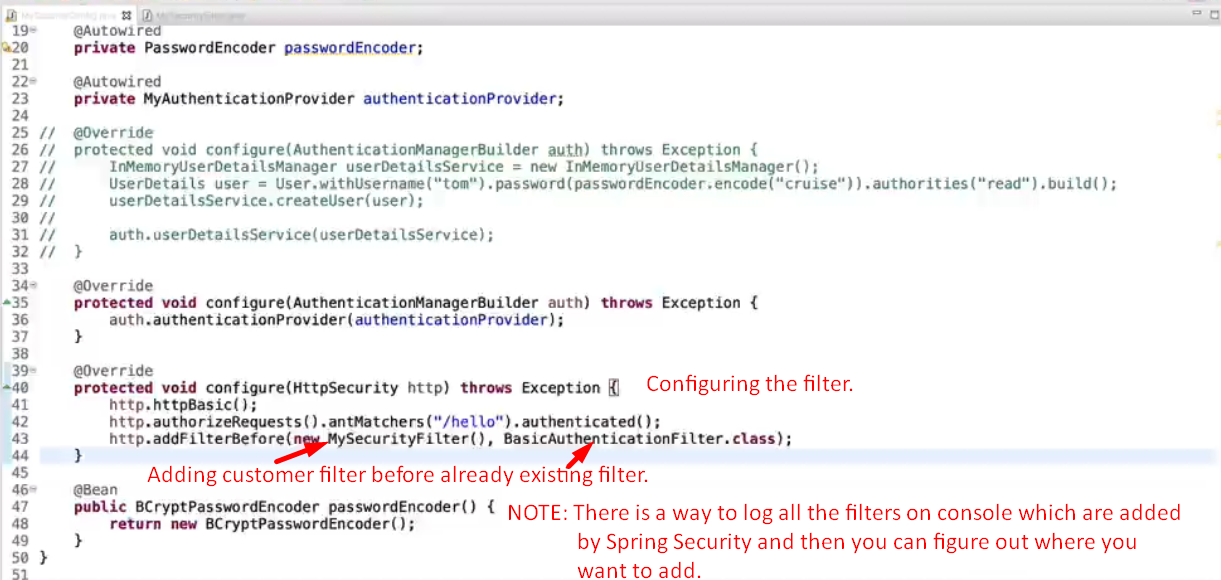 19 @Autowired
20 private PasswordEncoder passwordEncoder;
21
22 @Autowired
23 private MyAuthenticationProvider authenticationProvider;
24
25 // @Override
26 // protected void configure(AuthenticationManagerBuilder auth) throws Exception {
27 // InMemoryUserDetailsManager userDetailsService = new InMemoryUserDetailsManager();
28 // UserDetails user = User.withUsername("tom").password(passwordEncoder.encode("cruise")).authorities("read").build();
29 // userDetailsService.createUser(user);
30 //
31 // auth.userDetailsService(userDetailsService);
32 // }
33
34 @Override
35 protected void configure(AuthenticationManagerBuilder auth) throws Exception {
36 auth.authenticationProvider(authenticationProvider);
37 }
38
39 @Override
40 protected void configure(HttpSecurity http) throws Exception { Configuring the filter.
41 http.httpBasic();
42 http.authorizeRequests().antMatchers("/hello").authenticated();
43 http.addFilterBefore(new MySecurityFilter(), BasicAuthenticationFilter.class);
44 }
Adding customer filter before already existing filter.
45
46 @Bean
47 public BCryptPasswordEncoder passwordEncoder() {
48 return new BCryptPasswordEncoder();
49 }
50 }
51
NOTE: There is a way to log all the filters on console which are added
by Spring Security and then you can figure out where you
want to add.